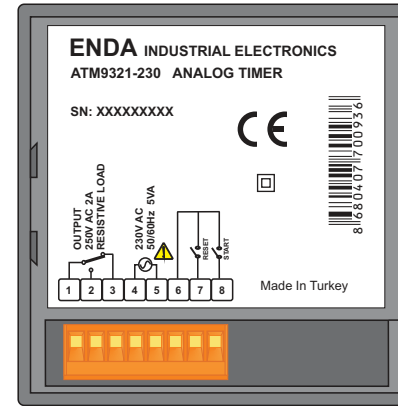 ENDA INDUSTRIAL ELECTRONICS
ATM9321-230 ANALOG TIMER
SN: XXXXXXXXX
CE
8 680407 700936
OUTPUT
250V AC 2A
RESISTIVE LOAD
230V AC
50/60Hz 5VA
RESET
START
1 2 3 4 5 6 7 8
Made In Turkey